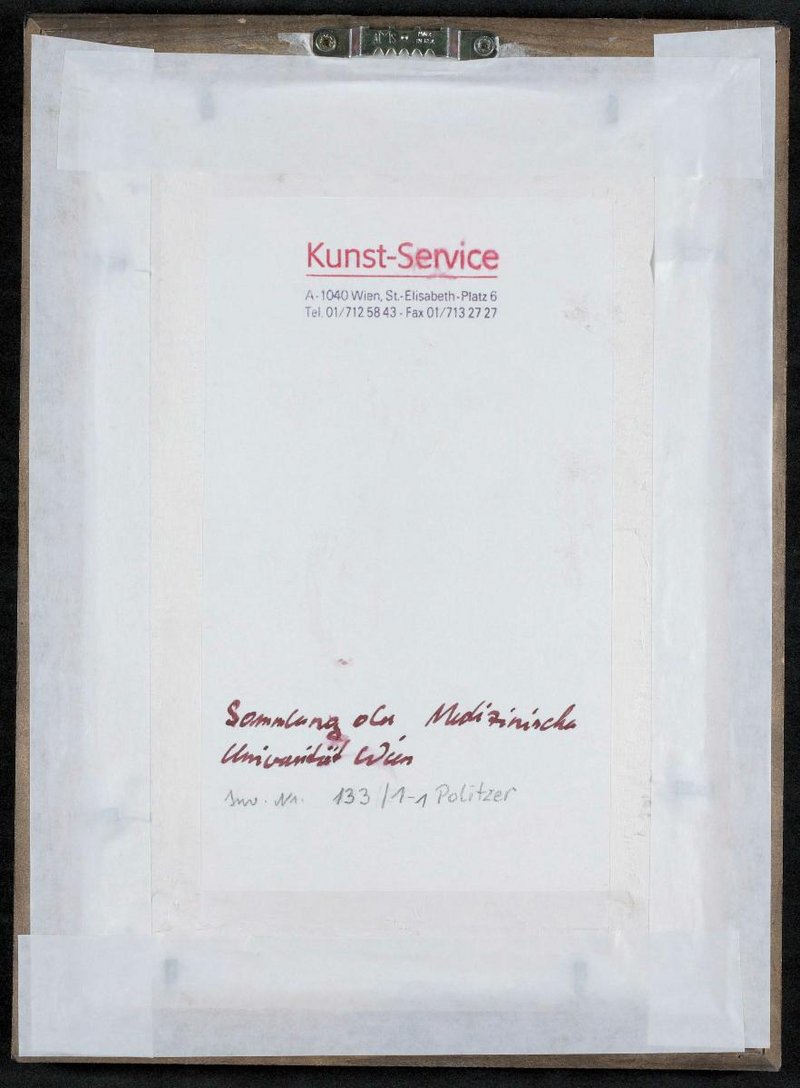 Kunst-Service
A-1040 Wien, St.-Elisabeth-Platz 6
Tel. 01/712 58 43 - Fax 01/713 27 27
Sammlung der Medizinische
Universität Wien
Inv. Nr. 133/1-1 Politzer